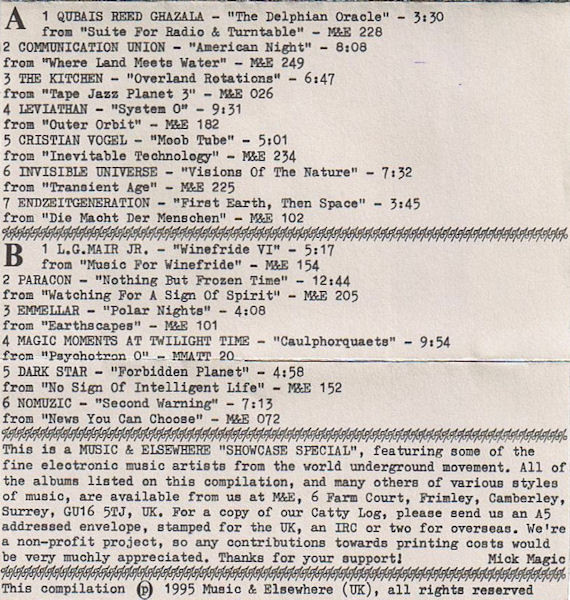 A 1 QUBAIS REED GHAZALA - "The Delphian Oracle" - 3:30
from "Suite For Radio & Turntable" - M&E 228
2 COMMUNICATION UNION - "American Night" - 8:08
from "Where Land Meets Water" - M&E 249
3 THE KITCHEN - "Overland Rotations" - 6:47
from "Tape Jazz Planet 3" - M&E 026
4 LEVIATHAN - "System 0" - 9:31
from "Outer Orbit" - M&E 182
5 CRISTIAN VOGEL - "Moob Tube" - 5:01
from "Inevitable Technology" - M&E 234
6 INVISIBLE UNIVERSE - "Visions Of The Nature" - 7:32
from "Transient Age" - M&E 225
7 ENDZEITGENERATION - "First Earth, Then Space" - 3:45
from "Die Macht Der Menschen" - M&E 102
B 1 L.G.MAIR JR. - "Winefride VI" - 5:17
from "Music For Winefride" - M&E 154
2 PARACON - "Nothing But Frozen Time" - 12:44
from "Watching For A Sign Of Spirit" - M&E 205
3 EMMELLAR - "Polar Nights" - 4:08
from "Earthscapes" - M&E 101
4 MAGIC MOMENTS AT TWILIGHT TIME - "Caulphorquaets" - 9:54
from "Psychotron 0" - MMATT 20
5 DARK STAR - "Forbidden Planet" - 4:58
from "No Sign Of Intelligent Life" - M&E 152
6 NOMUZIC - "Second Warning" - 7:13
from "News You Can Choose" - M&E 072
This is a MUSIC & ELSEWHERE "SHOWCASE SPECIAL", featuring some of the
fine electronic music artists from the world underground movement. All of
the albums listed on this compilation, and many others of various styles
of music, are available from us at M&E, 6 Farm Court, Frimley, Camberley,
Surrey, GU16 5TJ, UK. For a copy of our Catty Log, please send us an A5
addressed envelope, stamped for the UK, an IRC or two for overseas. We're
a non-profit project, so any contributions towards printing costs would
be very muchly appreciated. Thanks for your support! Mick Magic
This compilation ℗ 1995 Music & Elsewhere (UK), all rights reserved